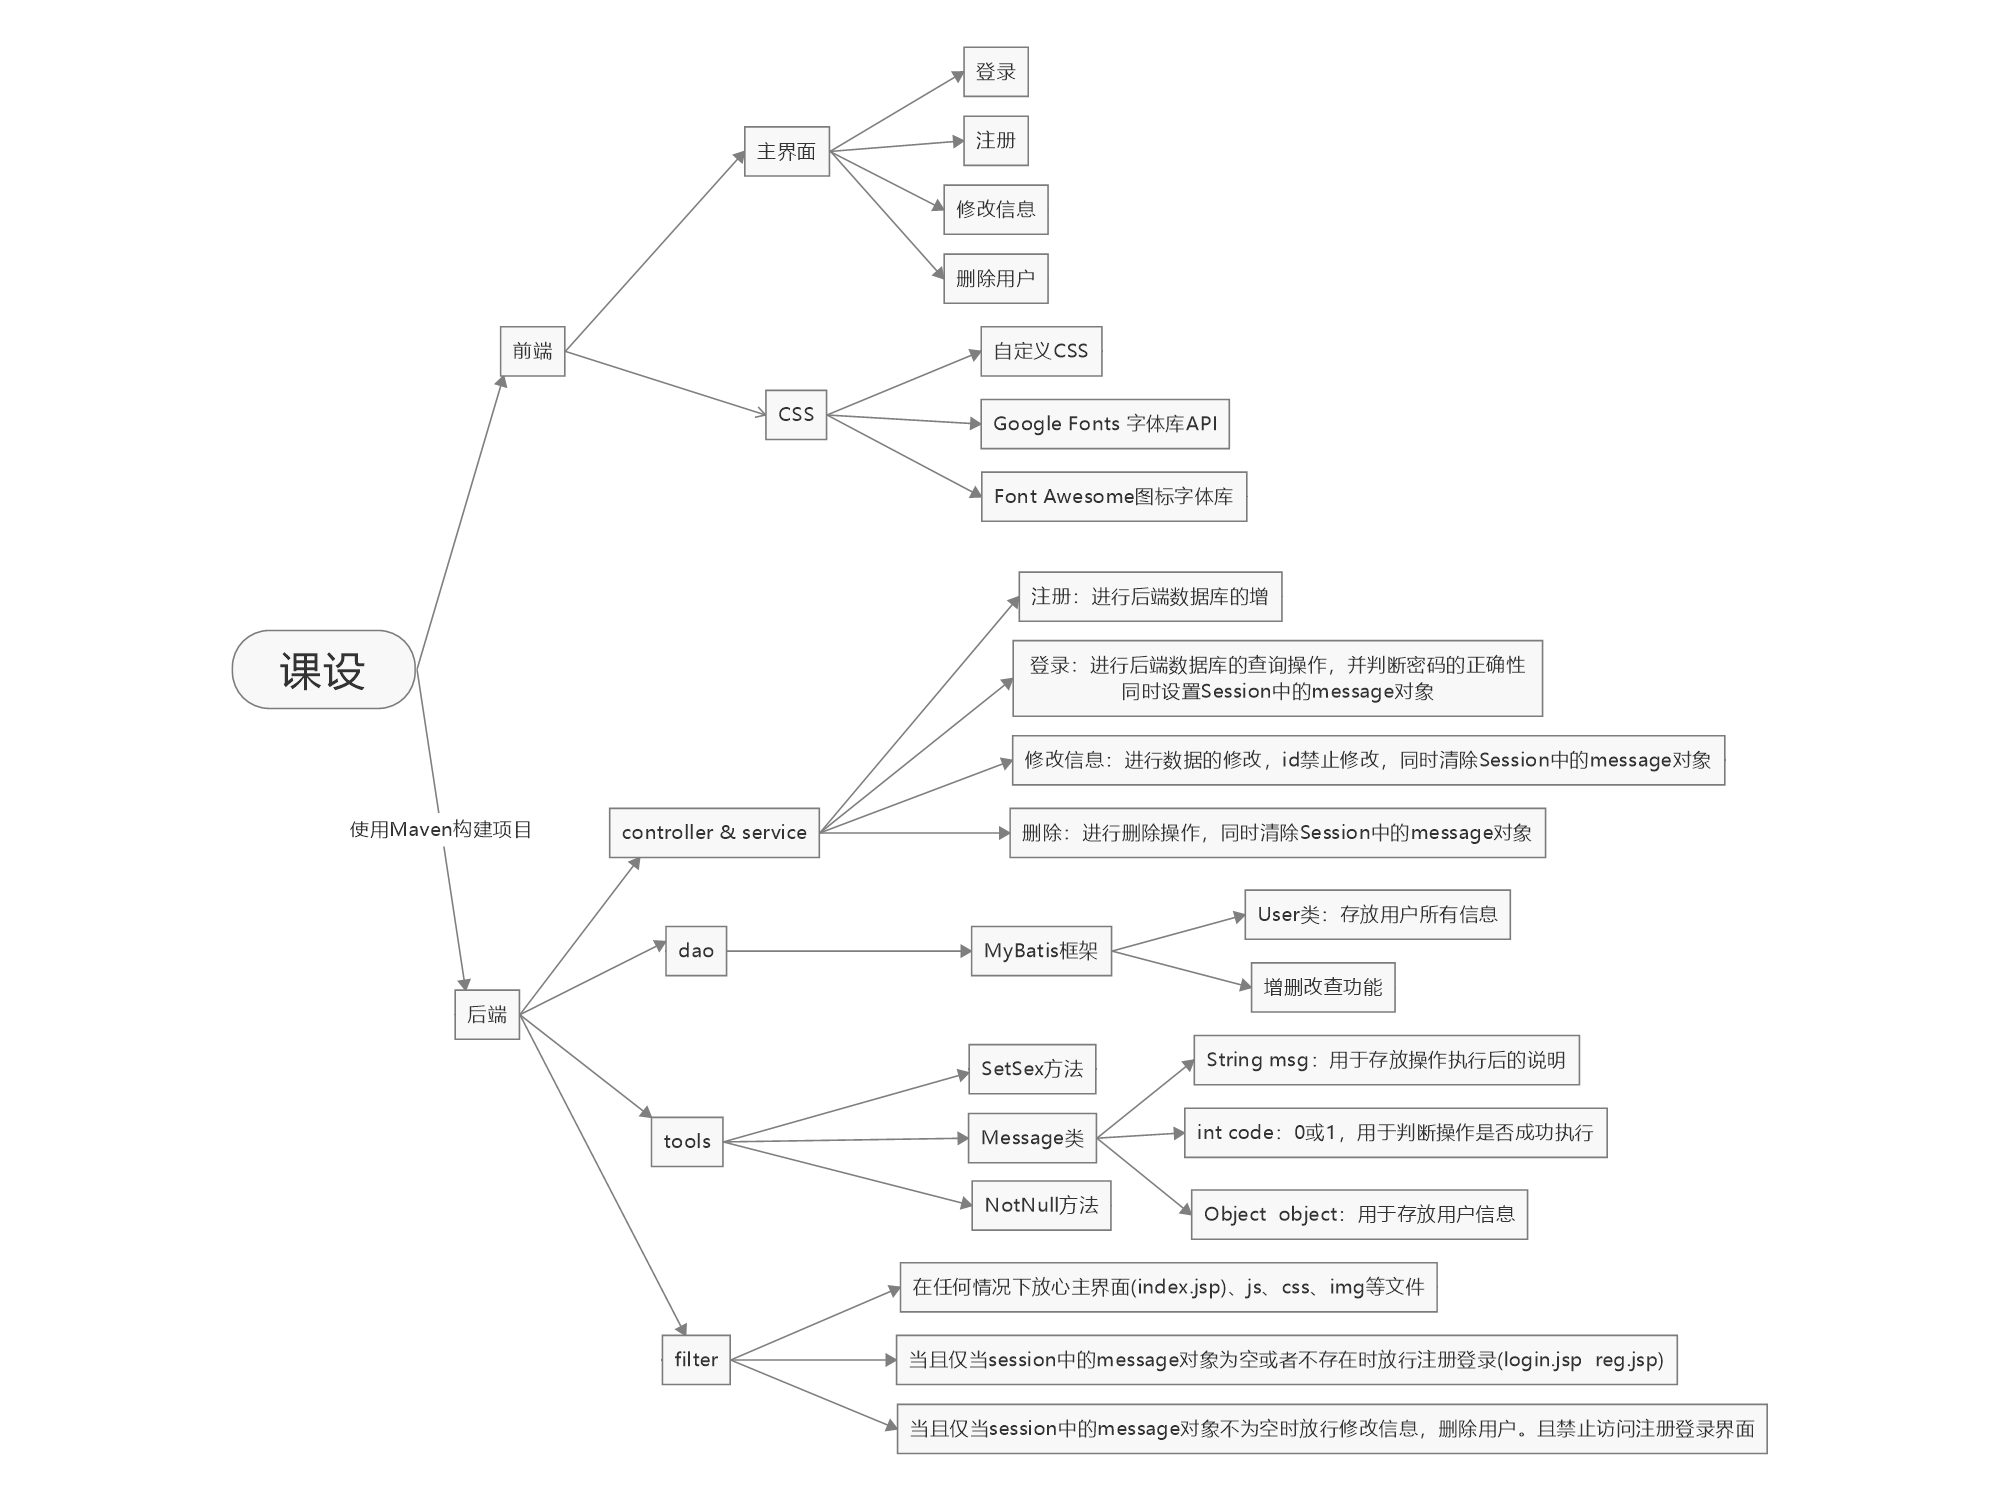 课设
使用Maven构建项目
前端
主界面
登录
注册
修改信息
删除用户
CSS
自定义CSS
Google Fonts 字体库API
Font Awesome图标字体库
后端
controller & service
注册：进行后端数据库的增
登录：进行后端数据库的查询操作，并判断密码的正确性
同时设置Session中的message对象
修改信息：进行数据的修改，id禁止修改，同时清除Session中的message对象
删除：进行删除操作，同时清除Session中的message对象
dao
MyBatis框架
User类：存放用户所有信息
增删改查功能
tools
SetSex方法
Message类
String msg：用于存放操作执行后的说明
int code：0或1，用于判断操作是否成功执行
Object  object：用于存放用户信息
NotNull方法
filter
在任何情况下放心主界面(index.jsp)、js、css、img等文件
当且仅当session中的message对象为空或者不存在时放行注册登录(login.jsp  reg.jsp)
当且仅当session中的message对象不为空时放行修改信息，删除用户。且禁止访问注册登录界面